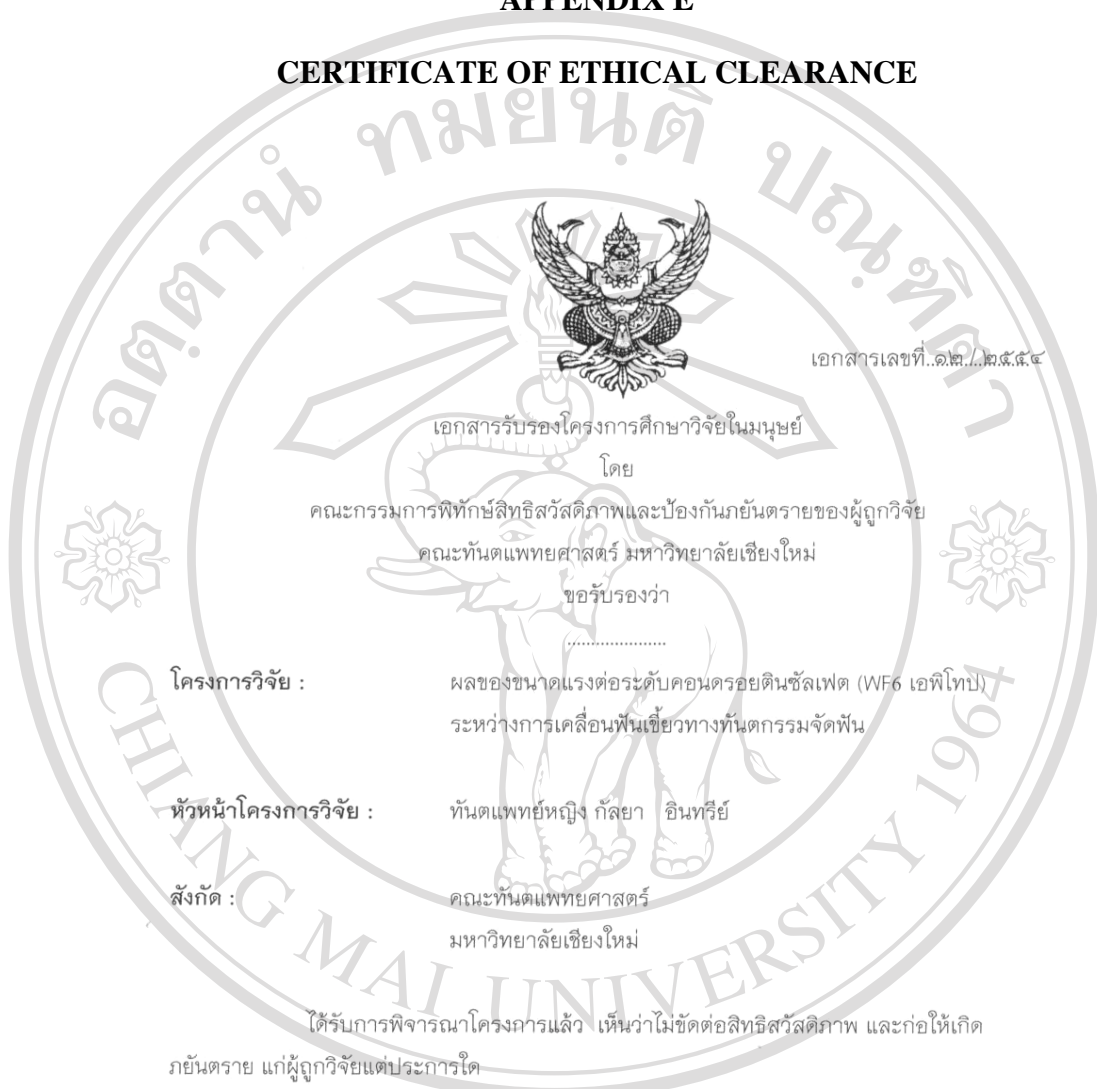 APPENDIX E
CERTIFICATE OF ETHICAL CLEARANCE
อตฺตานํ ทมยนฺติ ปณฺฑิตา
เอกสารเลขที่..๑๒./..๒๕๕๔
เอกสารรับรองโครงการศึกษาวิจัยในมนุษย์
โดย
คณะกรรมการพิทักษ์สิทธิสวัสดิภาพและป้องกันภยันตรายของผู้ถูกวิจัย
คณะทันตแพทยศาสตร์ มหาวิทยาลัยเชียงใหม่
ขอรับรองว่า
.....................
โครงการวิจัย : ผลของขนาดแรงต่อระดับคอนดรอยตินซัลเฟต (WF6 เอพิโทป)
ระหว่างการเคลื่อนฟันเขี้ยวทางทันตกรรมจัดฟัน
หัวหน้าโครงการวิจัย : ทันตแพทย์หญิง กัลยา อินทรีย์
สังกัด : คณะทันตแพทยศาสตร์
มหาวิทยาลัยเชียงใหม่
ได้รับการพิจารณาโครงการแล้ว เห็นว่าไม่ขัดต่อสิทธิสวัสดิภาพ และก่อให้เกิด
ภยันตราย แก่ผู้ถูกวิจัยแต่ประการใด
CHIANG MAI UNIVERSITY 1964